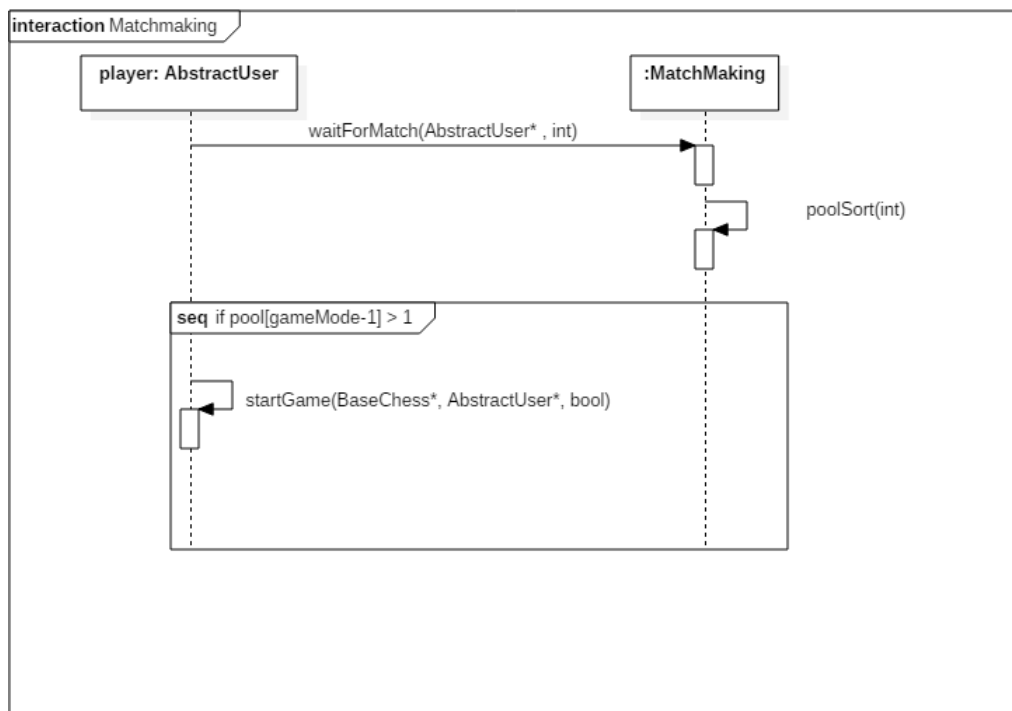 interaction Matchmaking
player: AbstractUser
:MatchMaking
waitForMatch(AbstractUser* , int)
poolSort(int)
seq if pool[gameMode-1] > 1
startGame(BaseChess*, AbstractUser*, bool)